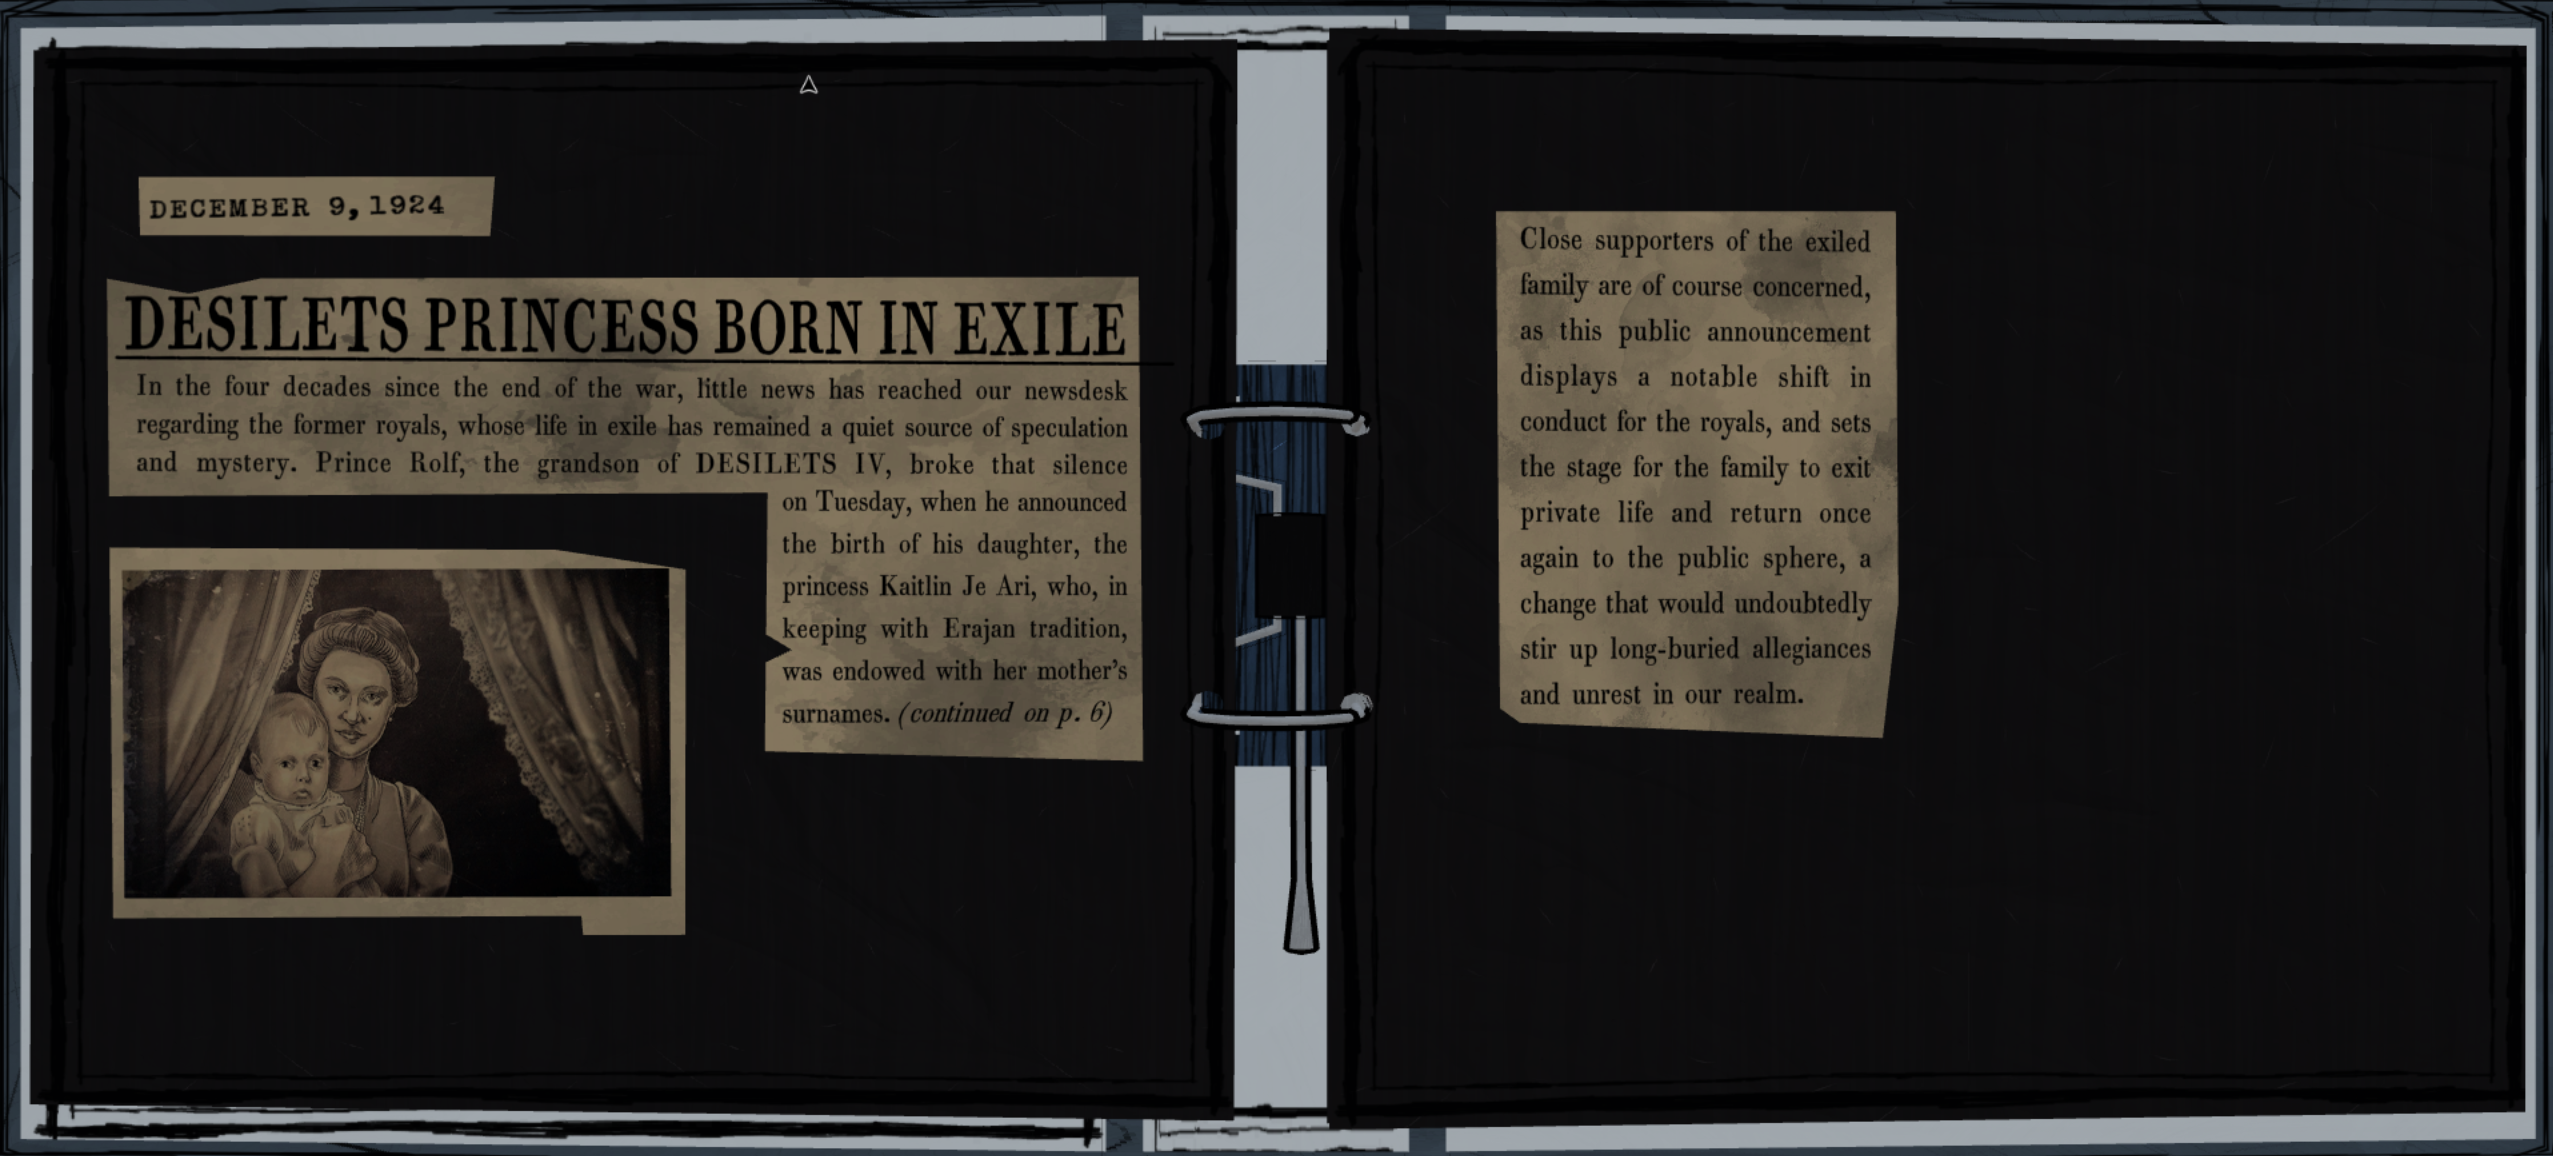 DECEMBER 9, 1924
DESILETS PRINCESS BORN IN EXILE
In the four decades since the end of the war, little news has reached our newsdesk
regarding the former royals, whose life in exile has remained a quiet source of speculation
and mystery. Prince Rolf, the grandson of DESILETS IV, broke that silence
on Tuesday, when he announced
the birth of his daughter, the
princess Kaitlin Je Ari, who, in
keeping with Erajan tradition,
was endowed with her mother's
surnames. (continued on p. 6)
Close supporters of the exiled
family are of course concerned,
as this public announcement
displays a notable shift in
conduct for the royals, and sets
the stage for the family to exit
private life and return once
again to the public sphere, a
change that would undoubtedly
stir up long-buried allegiances
and unrest in our realm.